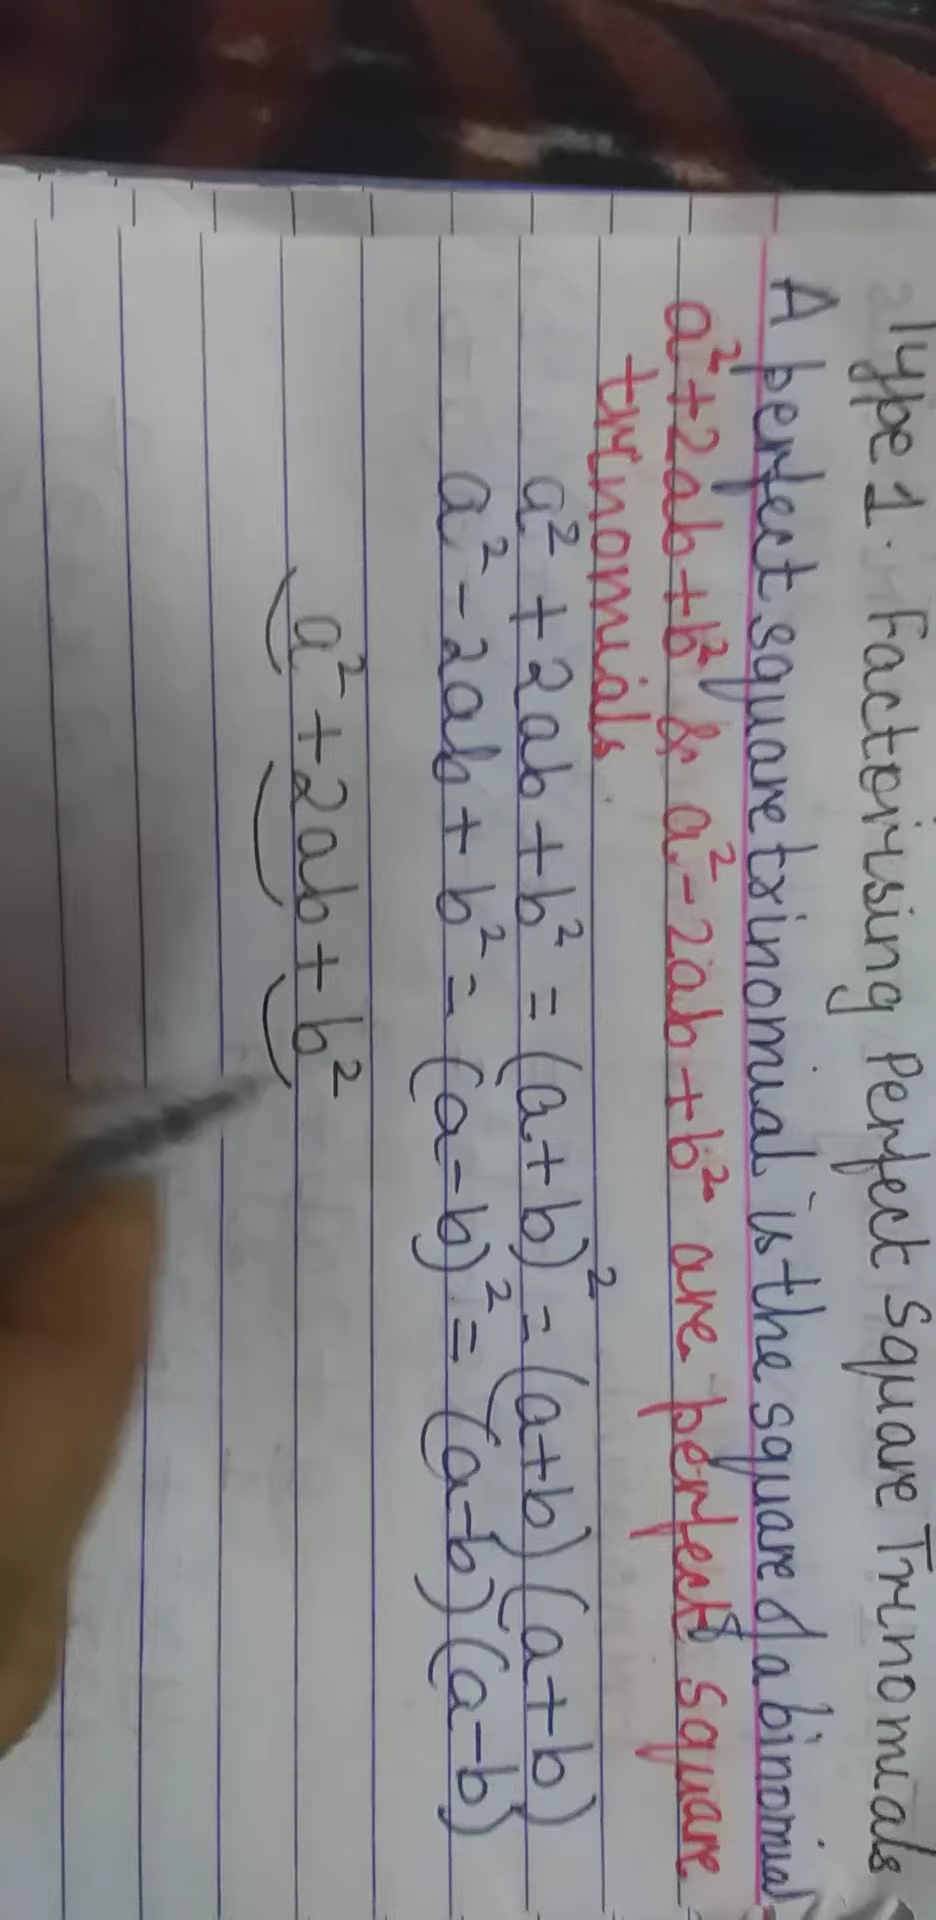 Type 1. Factorising Perfect Square Trinomials
A perfect square trinomial is the square of a binomial
a² + 2ab + b² & a² - 2ab + b² are perfect square
trinomials
a² + 2ab + b² = (a + b)² = (a + b) (a + b)
a² - 2ab + b² = (a - b)² = (a - b) (a - b)
a² + 2ab + b²